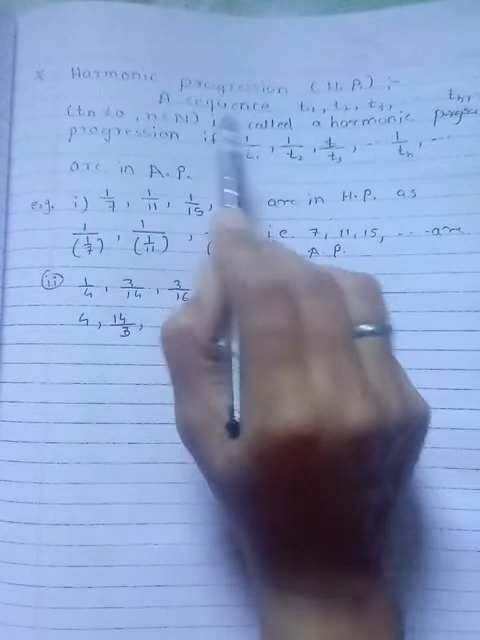 x Harmonic progression (H.P.) :-
A sequence t1, t2, t3, tn,
(tn ≠ 0, n ∈ N) is called a harmonic progre
progression if 1/t1, 1/t2, 1/t3, ... 1/tn, ...
are in A.P.
e.g. i) 1/7, 1/11, 1/15, are in H.P. as
1/(1/7), 1/(1/11), i.e. 7, 11, 15, ... are
A.P.
(ii) 1/4, 3/14, 3/16
4, 14/3,